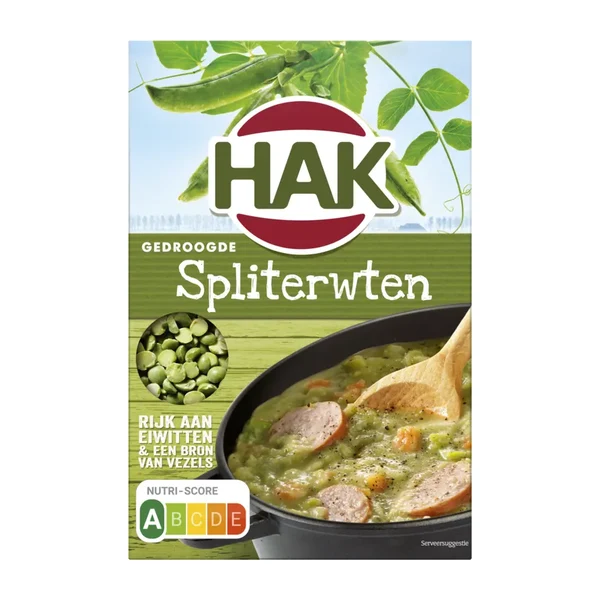 HAK
GEDROOGDE
Spliterwten
RIJK AAN
EIWITTEN
& EEN BRON
VAN VEZELS
NUTRI-SCORE
A B C D E
Serveersuggestie